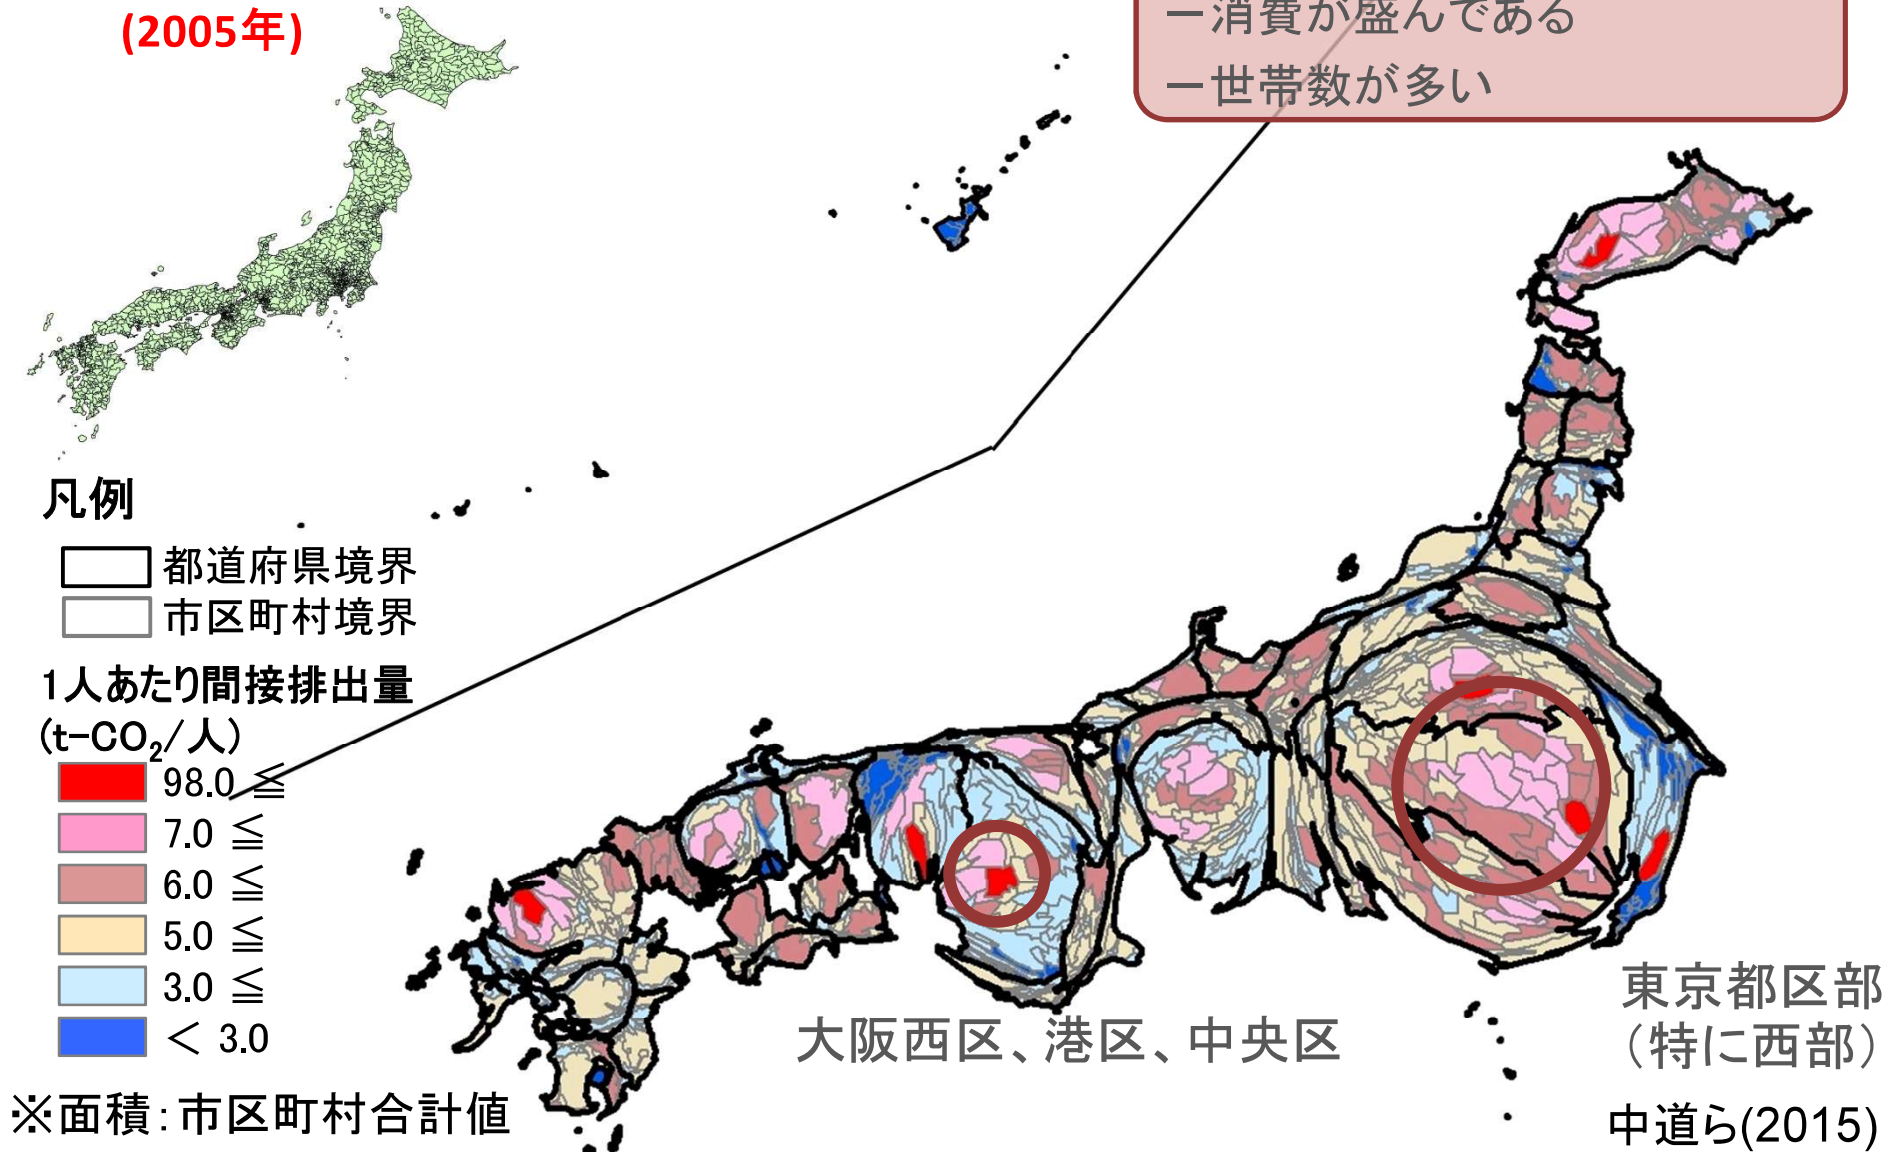 (2005年)
－消費が盛んである
－世帯数が多い
凡例
都道府県境界
市区町村境界
1人あたり間接排出量
(t-CO₂/人)
98.0 ≦
7.0 ≦
6.0 ≦
5.0 ≦
3.0 ≦
＜ 3.0
※面積：市区町村合計値
大阪西区、港区、中央区
東京都区部
（特に西部）
中道ら(2015)